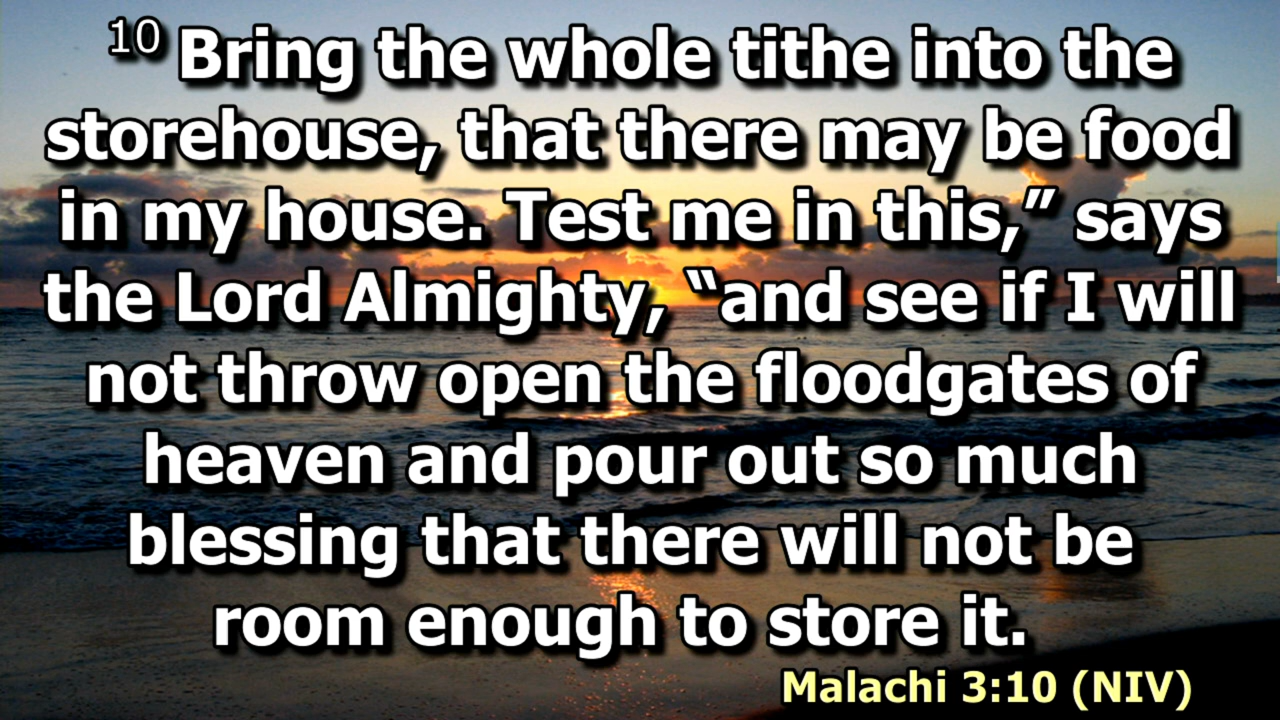 10 Bring the whole tithe into the
storehouse, that there may be food
in my house. Test me in this,” says
the Lord Almighty, “and see if I will
not throw open the floodgates of
heaven and pour out so much
blessing that there will not be
room enough to store it.
Malachi 3:10 (NIV)